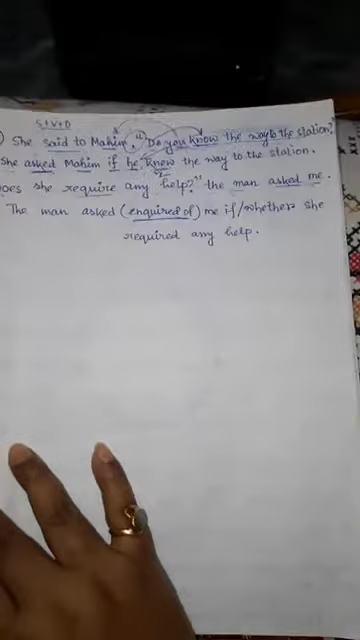 S+V+O
) She said to Mahim, "Do you know the way to the station?"
She asked Mahim if he knew the way to the station.
oes she require any help?" the man asked me.
The man asked (enquired of) me if/whether she
required any help.